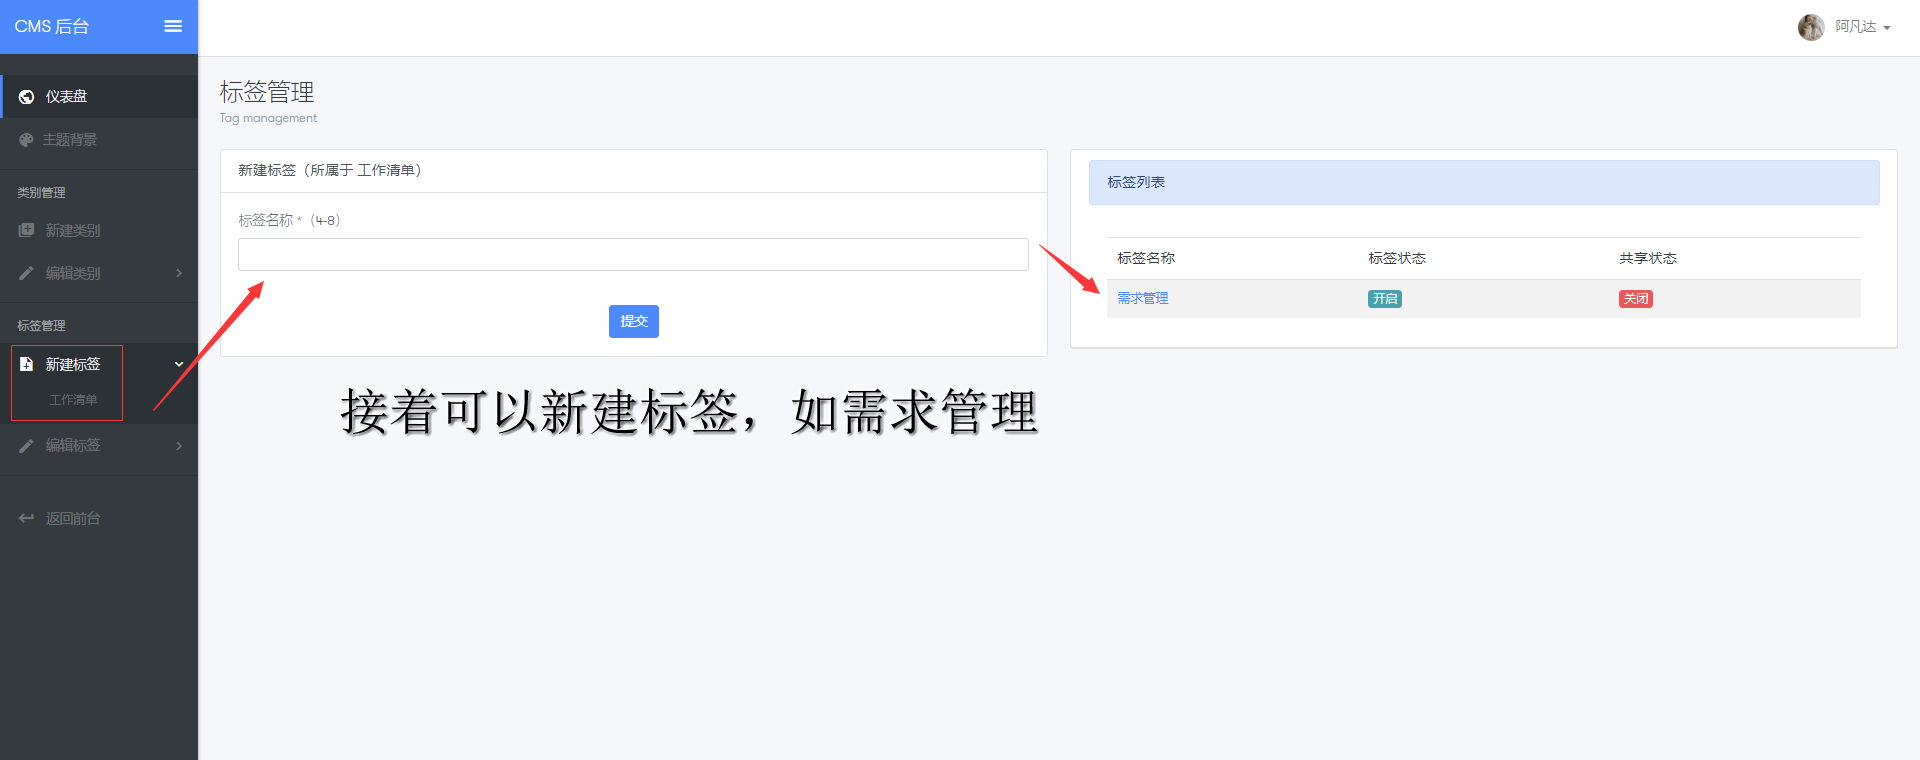 CMS 后台
阿凡达
仪表盘
主题背景
类别管理
新建类别
编辑类别
标签管理
新建标签
工作清单
编辑标签
返回前台
标签管理
Tag management
新建标签（所属于 工作清单）
标签名称 *（4-8）
提交
标签列表
标签名称 标签状态 共享状态
需求管理 开启 关闭
接着可以新建标签，如需求管理